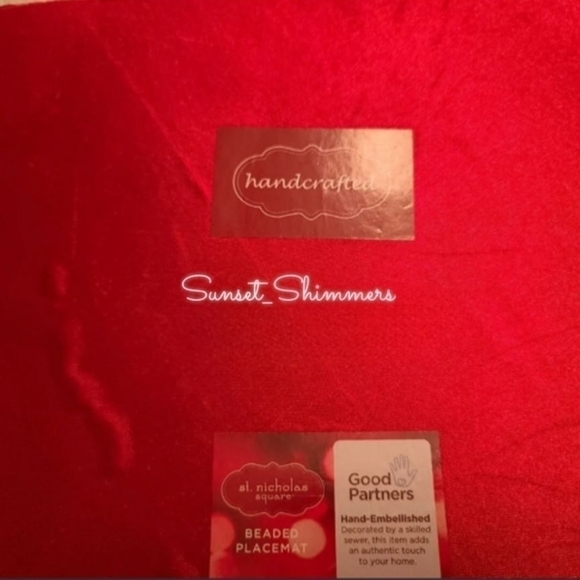 handcrafted
Sunset_Shimmers
st. nicholas
square
BEADED
PLACEMAT
Good
Partners
Hand-Embellished
Decorated by a skilled
sewer, this item adds
an authentic touch
to your home.